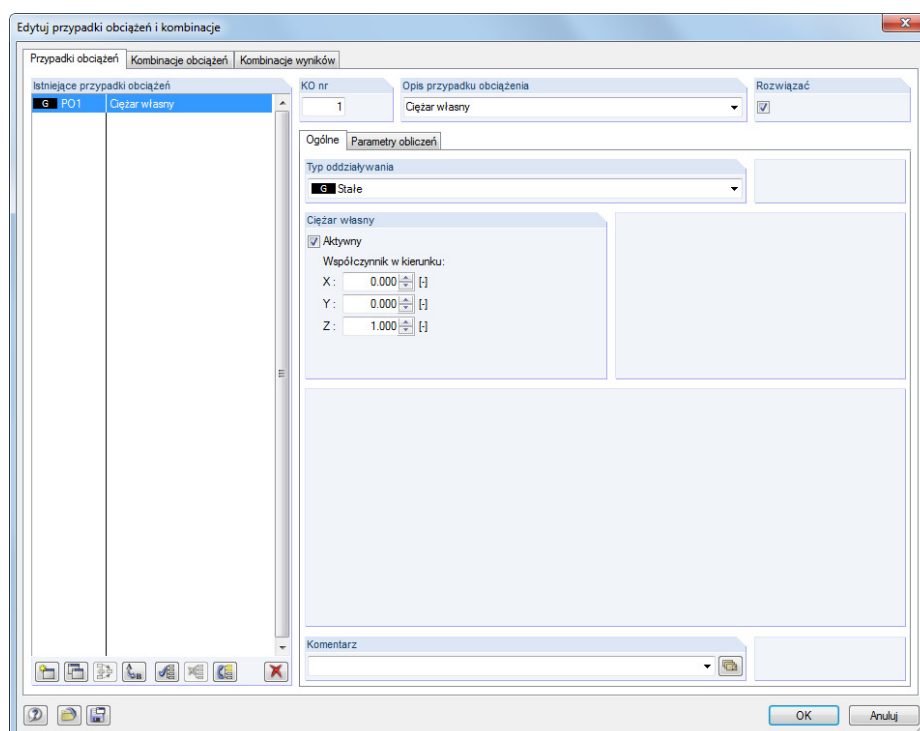 Edytuj przypadki obciążeń i kombinacje
Przypadki obciążeń
Kombinacje obciążeń
Kombinacje wyników
Istniejące przypadki obciążeń
G PO1 Ciężar własny
KO nr
1
Opis przypadku obciążenia
Ciężar własny
Rozwiązać
Ogólne
Parametry obliczeń
Typ oddziaływania
G Stałe
Ciężar własny
Aktywny
Współczynnik w kierunku:
X : 0.000 [-]
Y : 0.000 [-]
Z : 1.000 [-]
Komentarz
OK
Anuluj